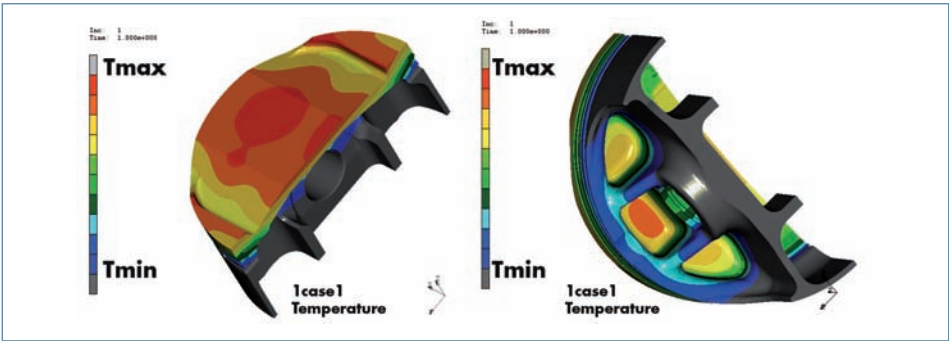 Inc: 1
Time: 1.000e+000
Tmax
Tmin
1case1
Temperature
Inc: 1
Time: 1.000e+000
Tmax
Tmin
1case1
Temperature